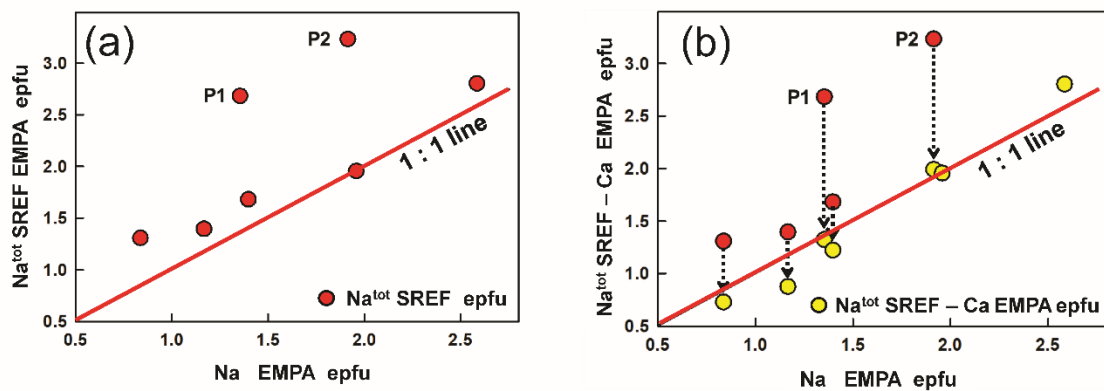 (a)
Na^tot SREF EMPA epfu
3.0
2.5
2.0
1.5
1.0
0.5
P2
P1
1 : 1 line
Na^tot SREF epfu
0.5 1.0 1.5 2.0 2.5
Na EMPA epfu
(b)
Na^tot SREF – Ca EMPA epfu
3.0
2.5
2.0
1.5
1.0
0.5
P2
P1
1 : 1 line
Na^tot SREF – Ca EMPA epfu
0.5 1.0 1.5 2.0 2.5
Na EMPA epfu